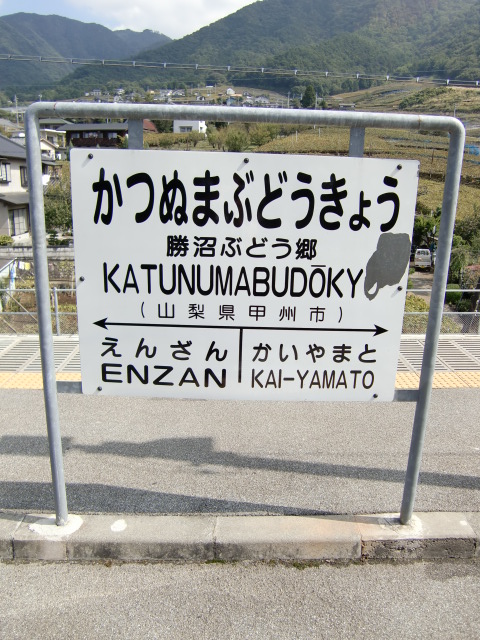 かつぬまぶどうきょう
勝沼ぶどう郷
KATUNUMABUDŌKY
(山梨県甲州市)
えんざん かいやまと
ENZAN KAI-YAMATO